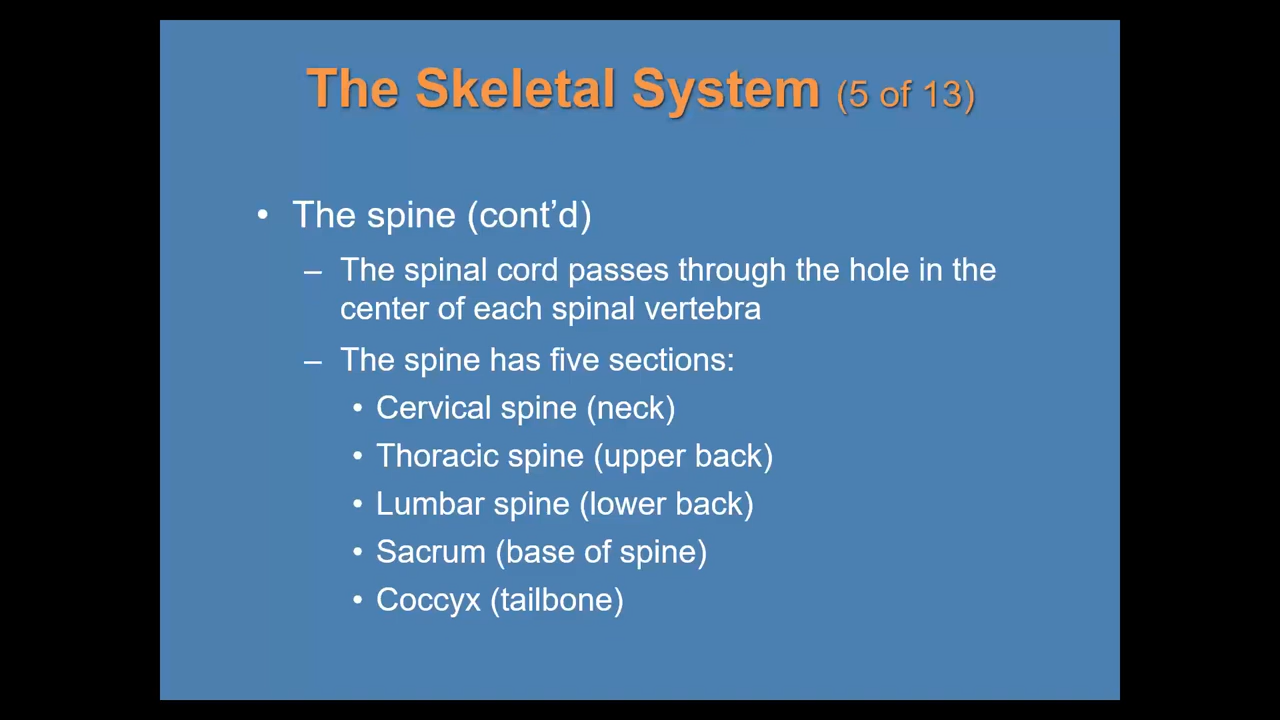 The Skeletal System (5 of 13)
• The spine (cont’d)
– The spinal cord passes through the hole in the
center of each spinal vertebra
– The spine has five sections:
• Cervical spine (neck)
• Thoracic spine (upper back)
• Lumbar spine (lower back)
• Sacrum (base of spine)
• Coccyx (tailbone)